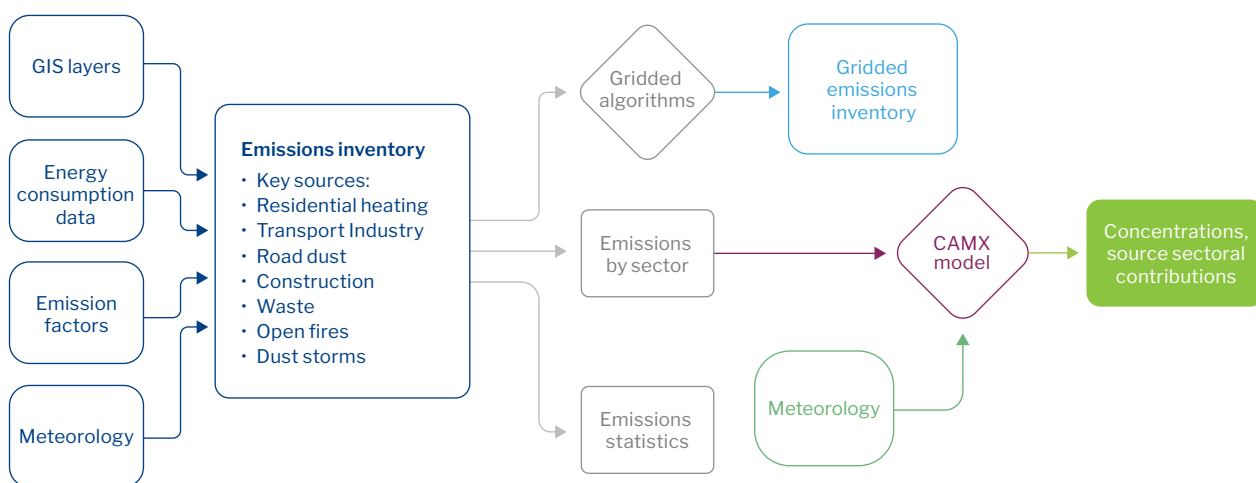 GIS layers
Energy
consumption
data
Emission
factors
Meteorology
Emissions inventory
• Key sources:
• Residential heating
• Transport Industry
• Road dust
• Construction
• Waste
• Open fires
• Dust storms
Gridded
algorithms
Gridded
emissions
inventory
Emissions
by sector
CAMX
model
Concentrations,
source sectoral
contributions
Emissions
statistics
Meteorology